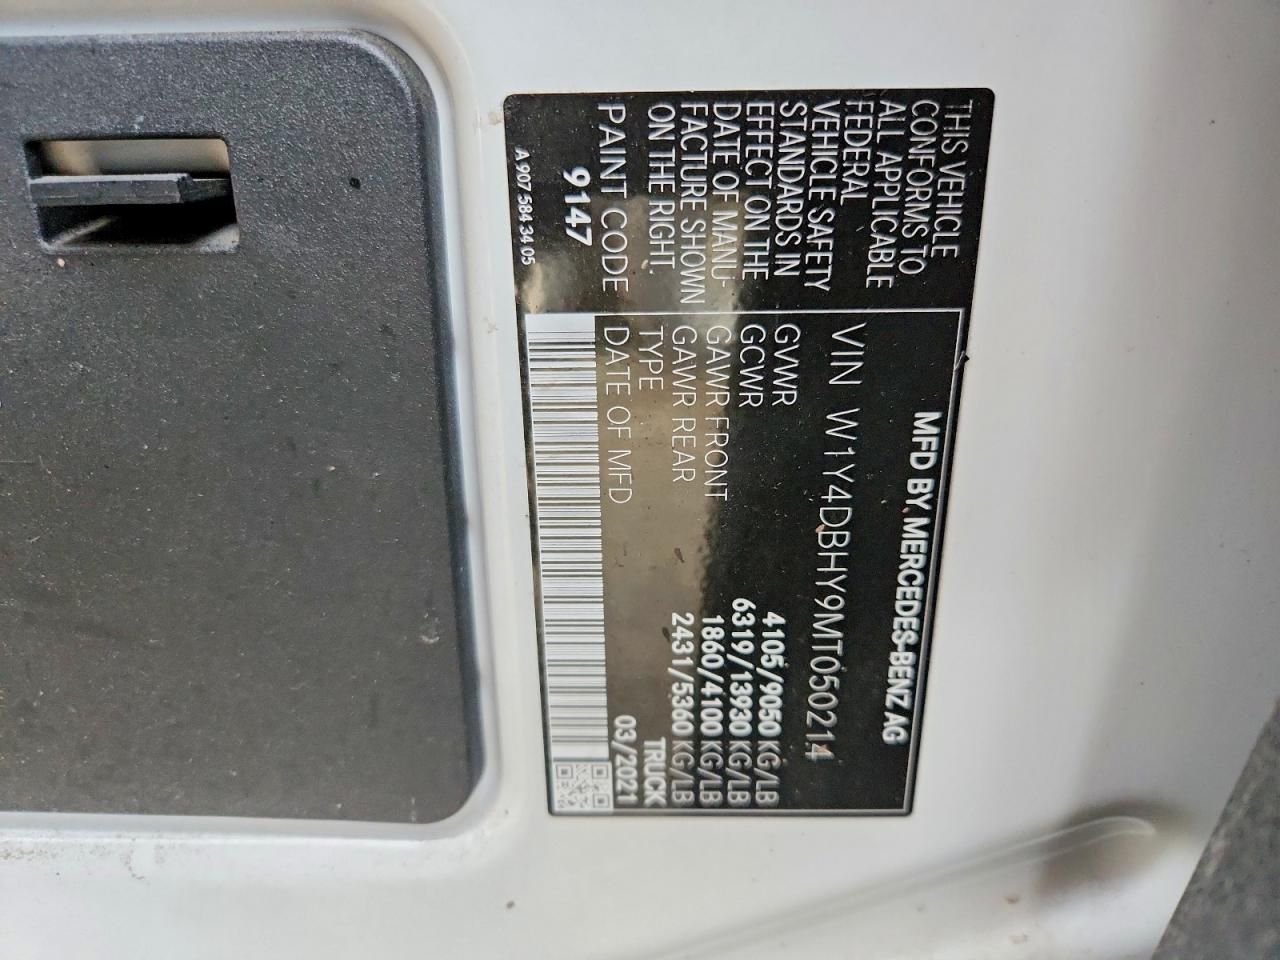 MFD BY MERCEDES-BENZ AG
THIS VEHICLE
CONFORMS TO
ALL APPLICABLE
FEDERAL
VEHICLE SAFETY
STANDARDS IN
EFFECT ON THE
DATE OF MANU-
FACTURE SHOWN
ON THE RIGHT.
PAINT CODE
9147
A 907 584 34 05
VIN W1Y4DBHY9MT050214
GVWR 4105/9050 KG/LB
GCWR 6319/13930 KG/LB
GAWR FRONT 1860/4100 KG/LB
GAWR REAR 2431/5360 KG/LB
TYPE TRUCK
DATE OF MFD 03/2021